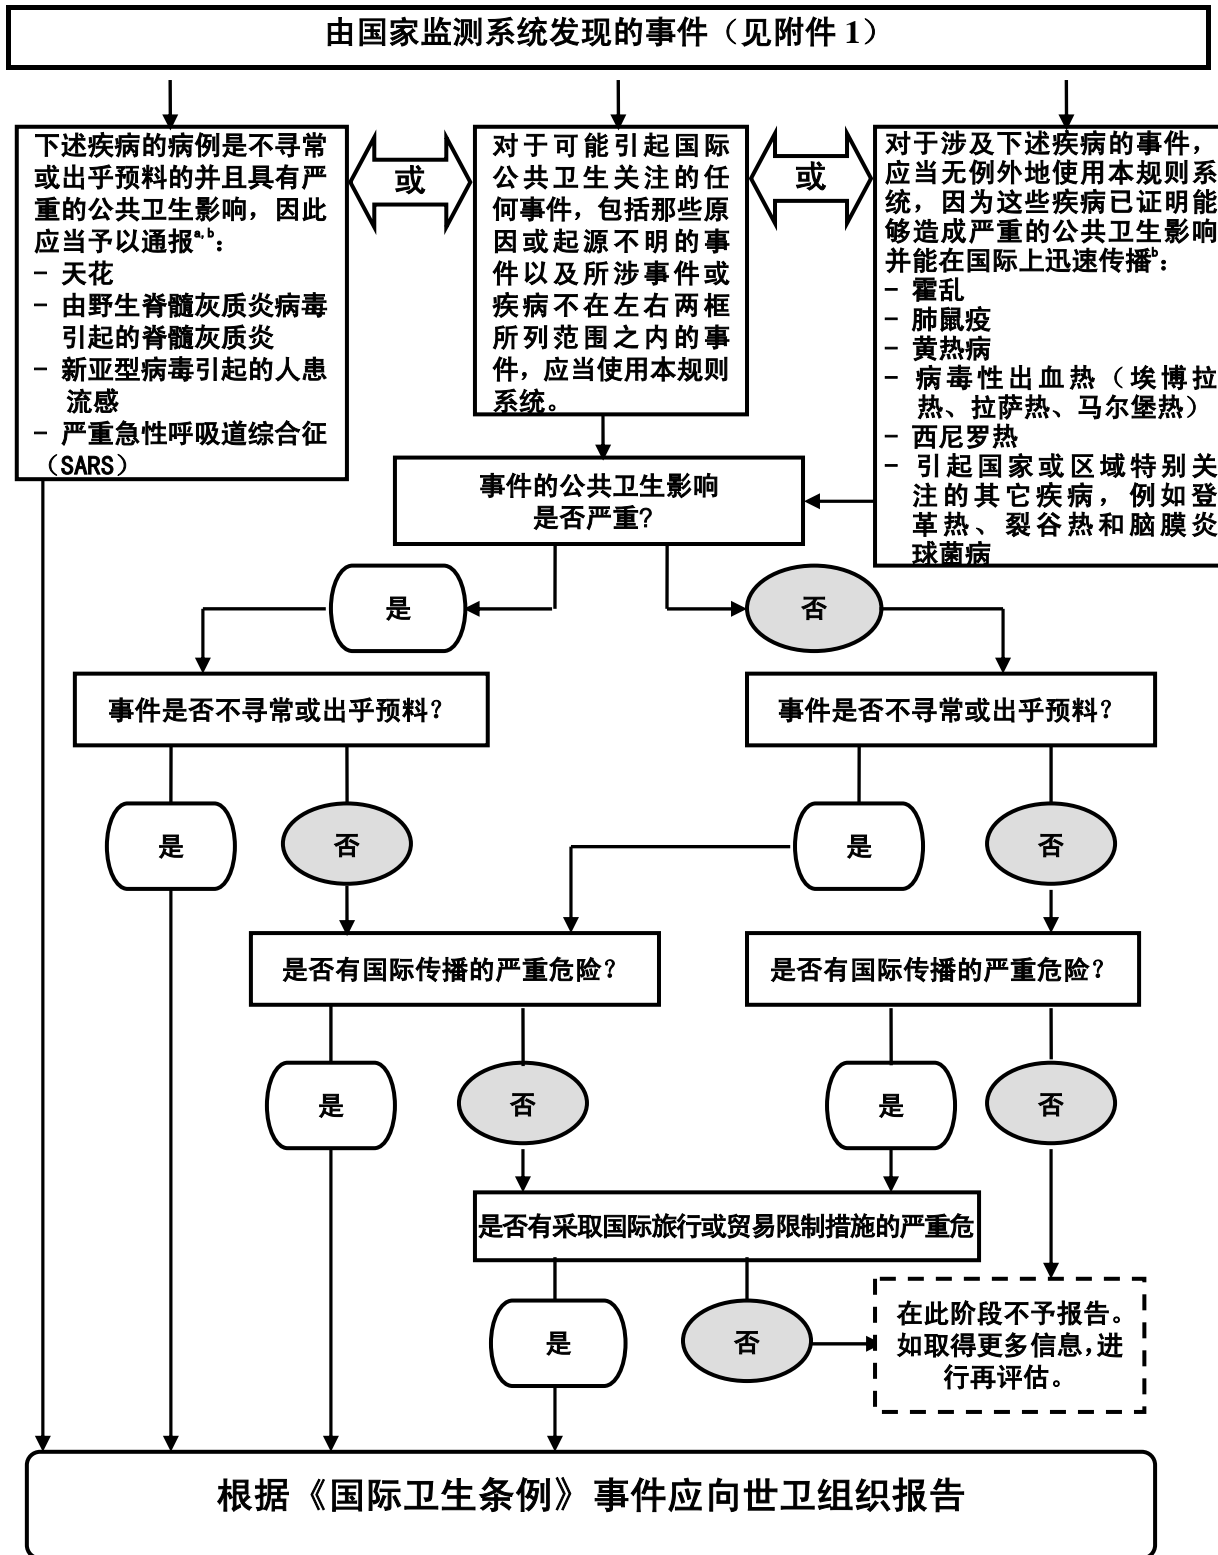 由国家监测系统发现的事件（见附件 1）
下述疾病的病例是不寻常
或出乎预料的并且具有严
重的公共卫生影响，因此
应当予以通报a,b：
- 天花
- 由野生脊髓灰质炎病毒
引起的脊髓灰质炎
- 新亚型病毒引起的人患
流感
- 严重急性呼吸道综合征
（SARS）
或
对于可能引起国际
公共卫生关注的任
何事件，包括那些原
因或起源不明的事
件以及所涉事件或
疾病不在左右两框
所列范围之内的事
件，应当使用本规则
系统。
或
对于涉及下述疾病的事件，
应当无例外地使用本规则系
统，因为这些疾病已证明能
够造成严重的公共卫生影响
并能在国际上迅速传播b：
- 霍乱
- 肺鼠疫
- 黄热病
- 病毒性出血热（埃博拉
热、拉萨热、马尔堡热）
- 西尼罗热
- 引起国家或区域特别关
注的其它疾病，例如登
革热、裂谷热和脑膜炎
球菌病
事件的公共卫生影响
是否严重?
是
否
事件是否不寻常或出乎预料?
事件是否不寻常或出乎预料?
是
否
是
否
是否有国际传播的严重危险?
是否有国际传播的严重危险?
是
否
是
否
是否有采取国际旅行或贸易限制措施的严重危
是
否
在此阶段不予报告。
如取得更多信息,进
行再评估。
根据《国际卫生条例》事件应向世卫组织报告